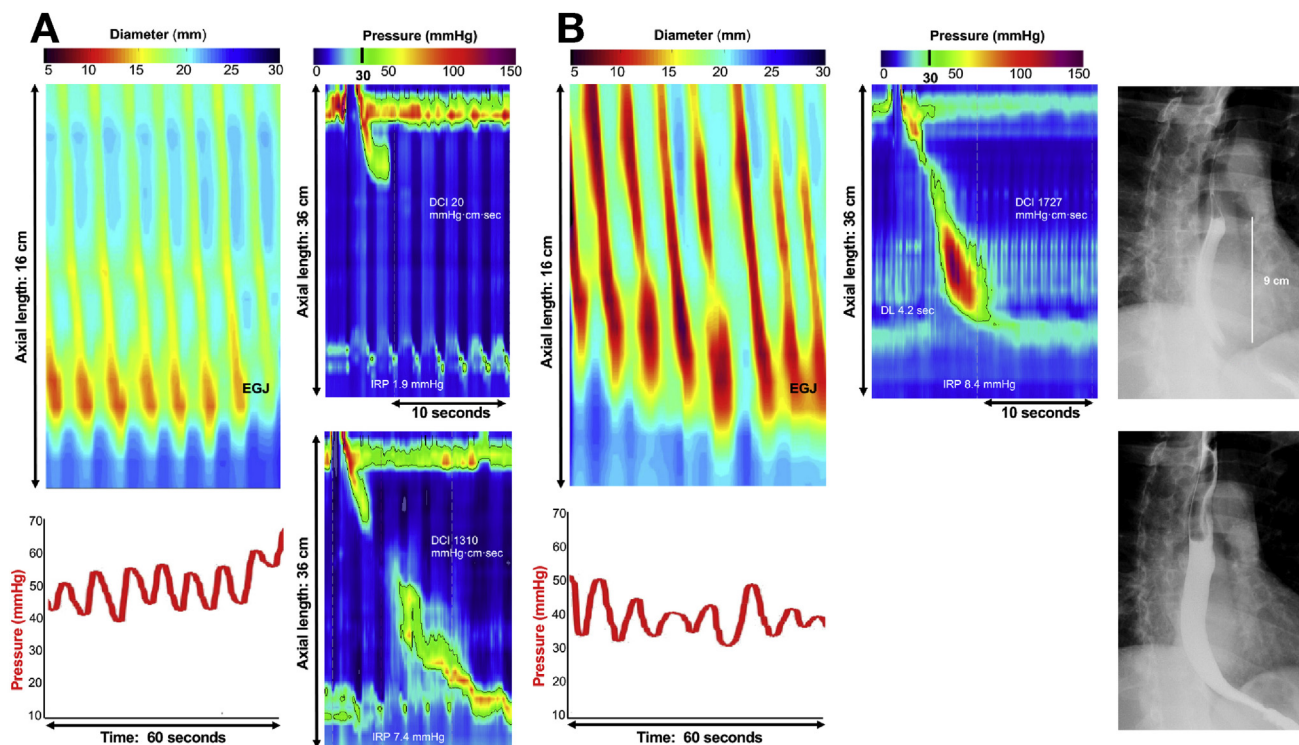 A
Diameter (mm)
5 10 15 20 25 30
Axial length: 16 cm
EGJ
Pressure (mmHg)
70
60
50
40
30
20
10
Time: 60 seconds
Pressure (mmHg)
0 30 50 100 150
Axial length: 36 cm
DCI 20
mmHg·cm·sec
IRP 1.9 mmHg
10 seconds
Axial length: 36 cm
DCI 1310
mmHg·cm·sec
IRP 7.4 mmHg
B
Diameter (mm)
5 10 15 20 25 30
Axial length: 16 cm
EGJ
Pressure (mmHg)
70
60
50
40
30
20
10
Time: 60 seconds
Pressure (mmHg)
0 30 50 100 150
Axial length: 36 cm
DCI 1727
mmHg·cm·sec
DL 4.2 sec
IRP 8.4 mmHg
10 seconds
9 cm